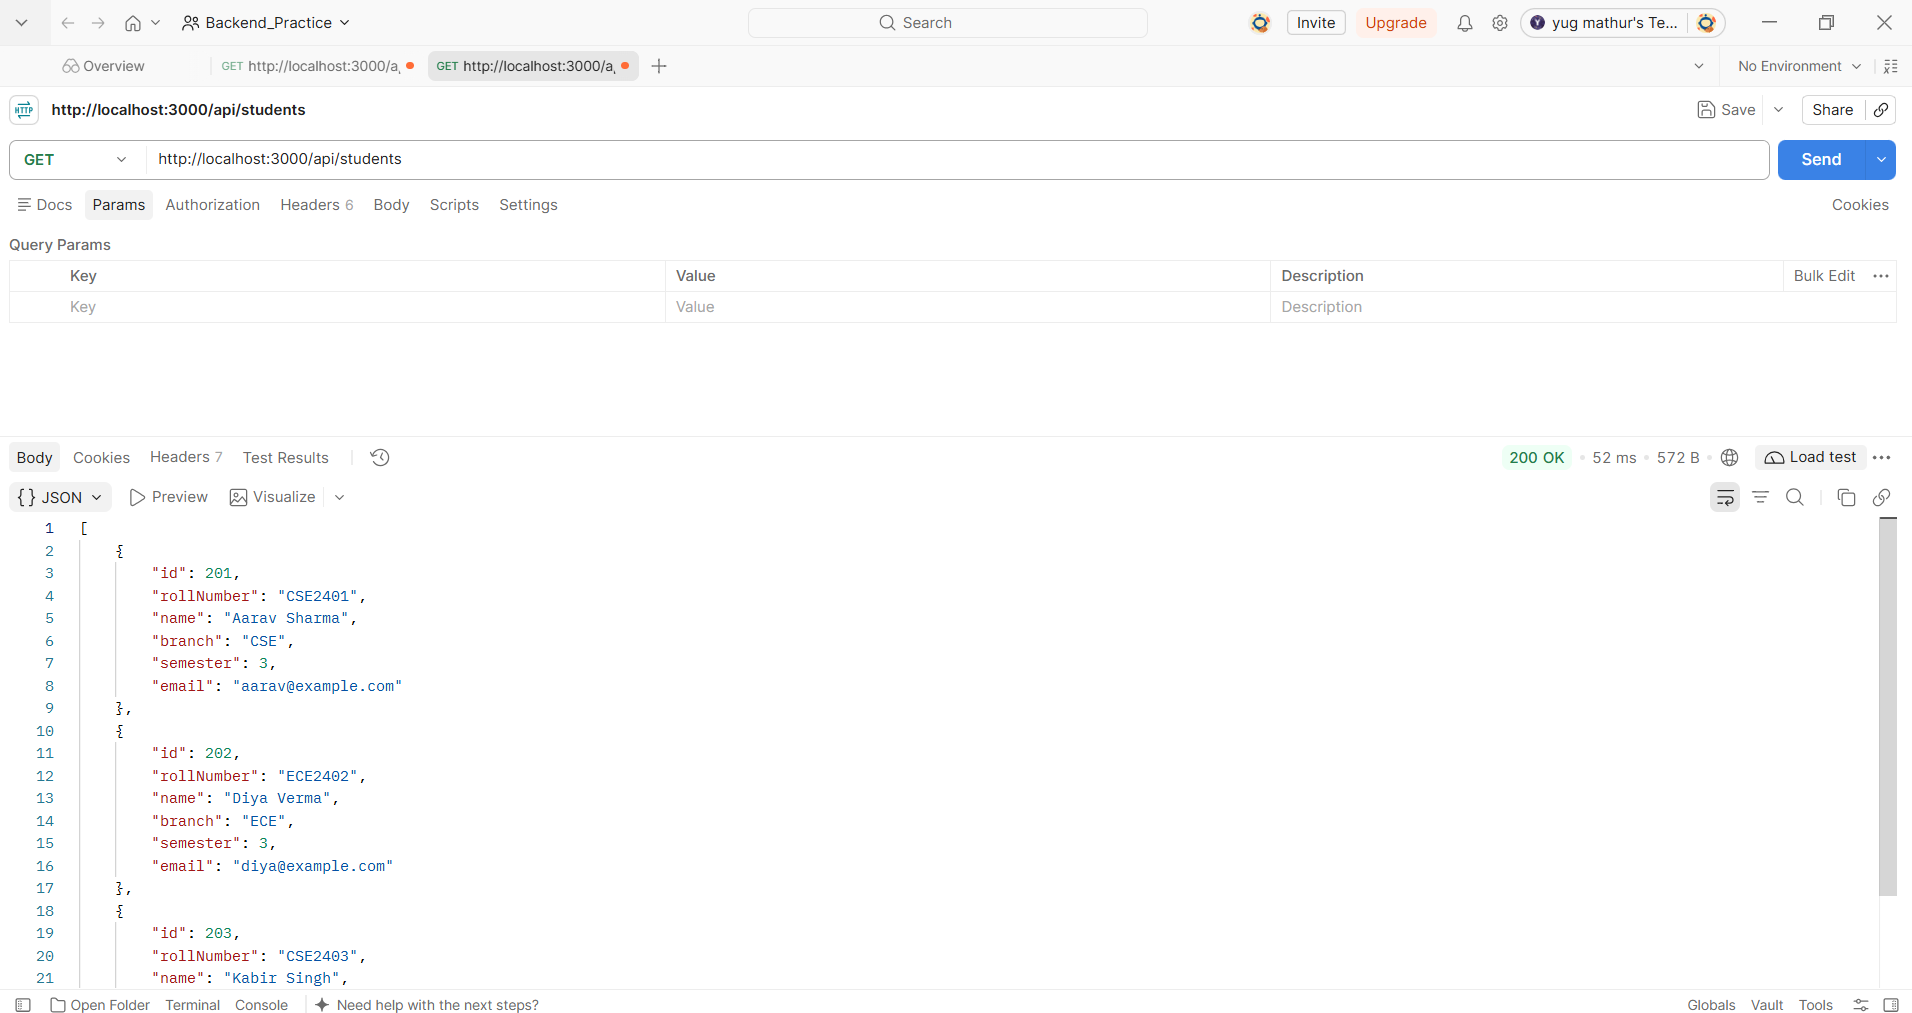 Backend_Practice
Search
Invite
Upgrade
yug mathur's Te...
Overview
GET http://localhost:3000/a
GET http://localhost:3000/a
No Environment
HTTP
http://localhost:3000/api/students
Save
Share
GET
http://localhost:3000/api/students
Send
Docs
Params
Authorization
Headers 6
Body
Scripts
Settings
Cookies
Query Params
Key
Value
Description
Bulk Edit
Key
Value
Description
Body
Cookies
Headers 7
Test Results
200 OK
52 ms
572 B
Load test
{ } JSON
Preview
Visualize
1 [
2 {
3 "id": 201,
4 "rollNumber": "CSE2401",
5 "name": "Aarav Sharma",
6 "branch": "CSE",
7 "semester": 3,
8 "email": "aarav@example.com"
9 },
10 {
11 "id": 202,
12 "rollNumber": "ECE2402",
13 "name": "Diya Verma",
14 "branch": "ECE",
15 "semester": 3,
16 "email": "diya@example.com"
17 },
18 {
19 "id": 203,
20 "rollNumber": "CSE2403",
21 "name": "Kabir Singh",
Open Folder
Terminal
Console
Need help with the next steps?
Globals
Vault
Tools